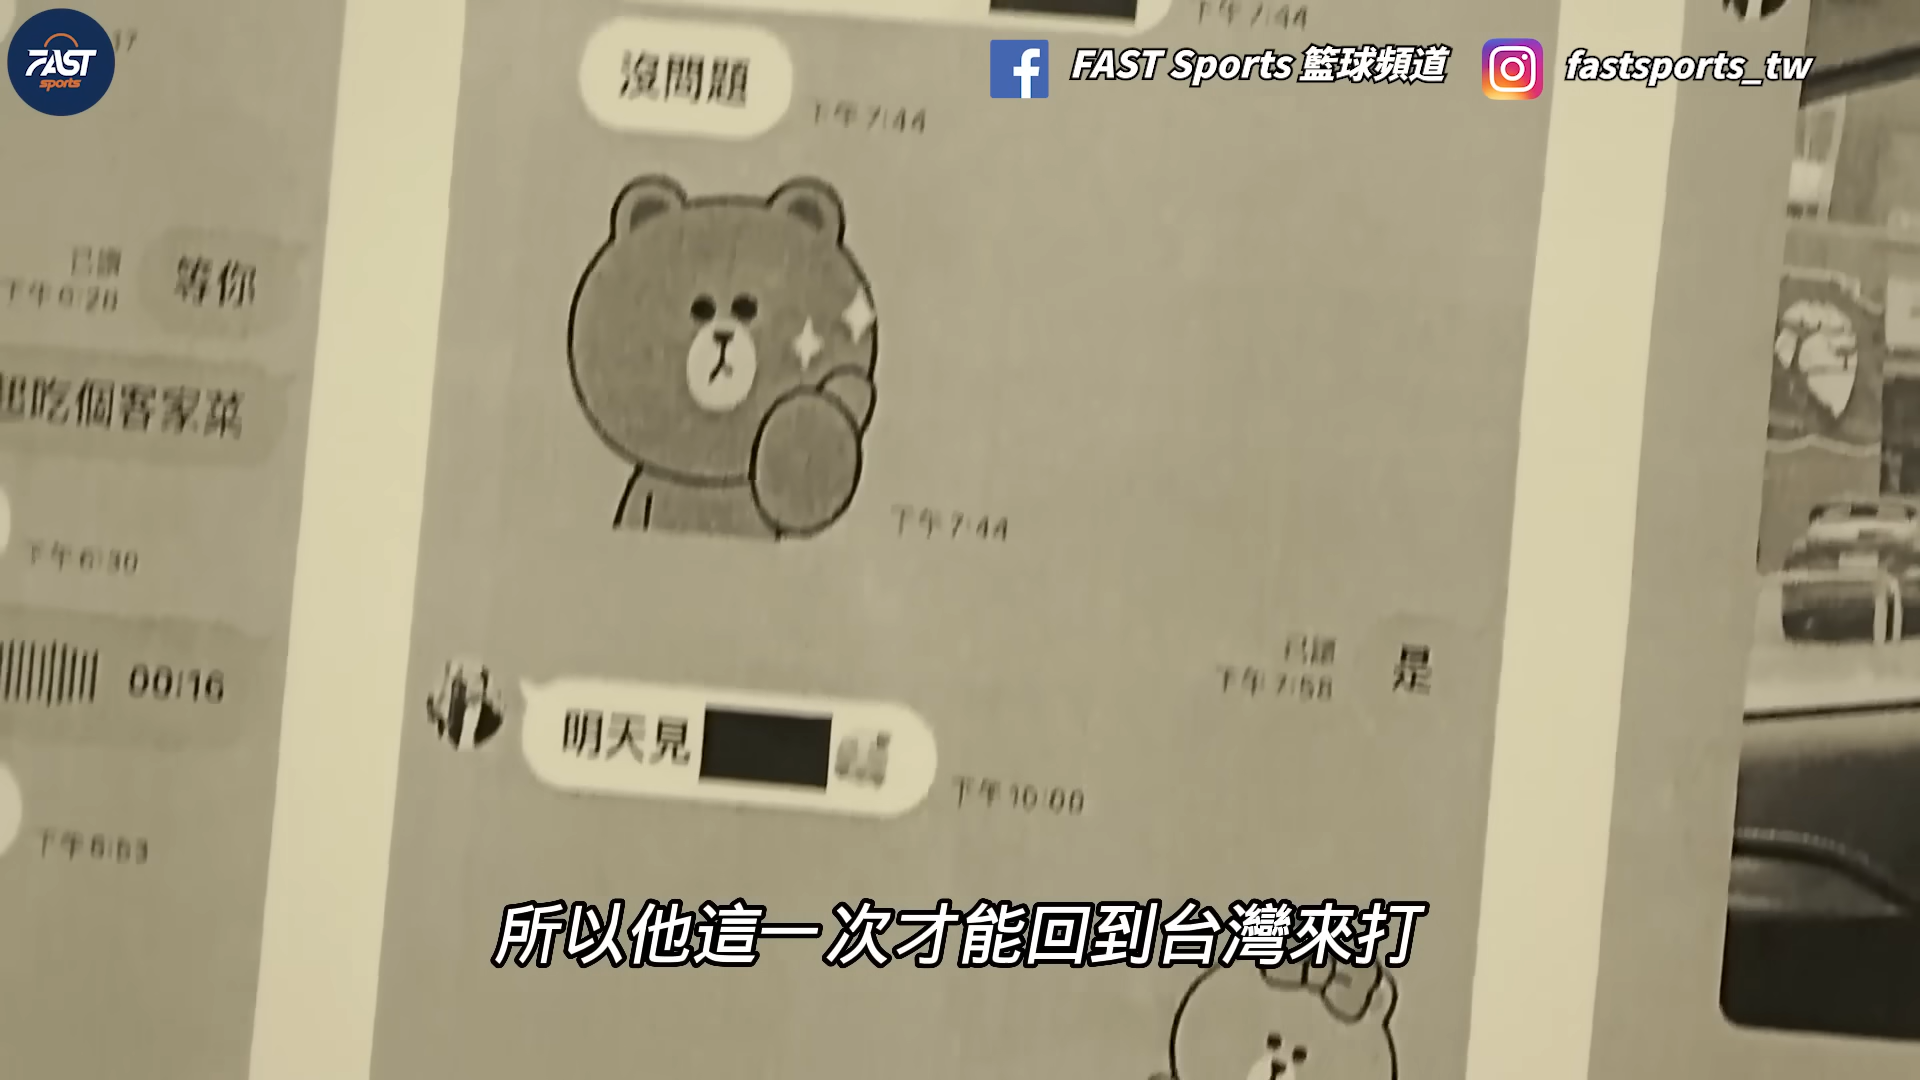 FAST
sports
FAST Sports 籃球頻道
fastsports_tw
下午7:44
沒問題
下午7:44
已讀
下午6:28
等你
起吃個客家菜
下午7:44
下午6:30
已讀
下午7:58
是
00:16
明天見
下午10:00
下午6:53
所以他這一次才能回到台灣來打